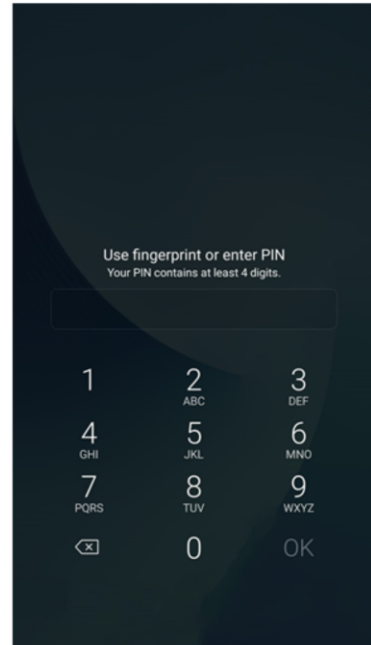 Use fingerprint or enter PIN
Your PIN contains at least 4 digits.
1 2 3
ABC DEF
4 5 6
GHI JKL MNO
7 8 9
PQRS TUV WXYZ
0 OK